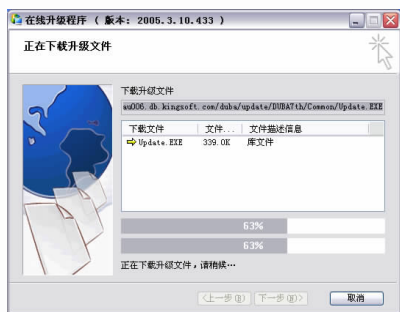 在线升级程序 ( 版本: 2005.3.10.433 )
正在下载升级文件
下载升级文件
au006.db.kingsoft.com/duba/update/DUBA7th/Common/Update.EXE
下载文件 文件... 文件描述信息
Update.EXE 339.0K 库文件
63%
63%
正在下载升级文件，请稍候…
<上一步(B) 下一步(N)> 取消